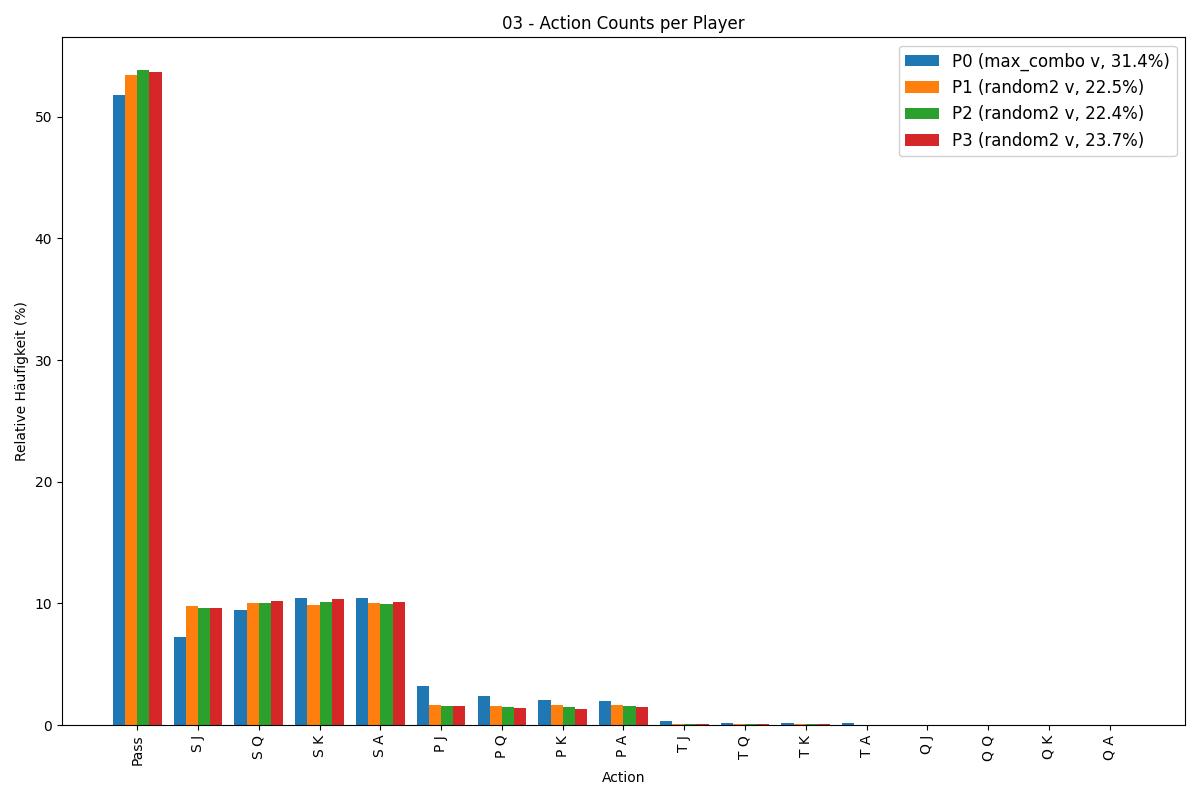 03 - Action Counts per Player
P0 (max_combo v, 31.4%)
P1 (random2 v, 22.5%)
P2 (random2 v, 22.4%)
P3 (random2 v, 23.7%)
Relative Häufigkeit (%)
50
40
30
20
10
0
Pass
S J
S Q
S K
S A
P J
P Q
P K
P A
T J
T Q
T K
T A
Q J
Q Q
Q K
Q A
Action